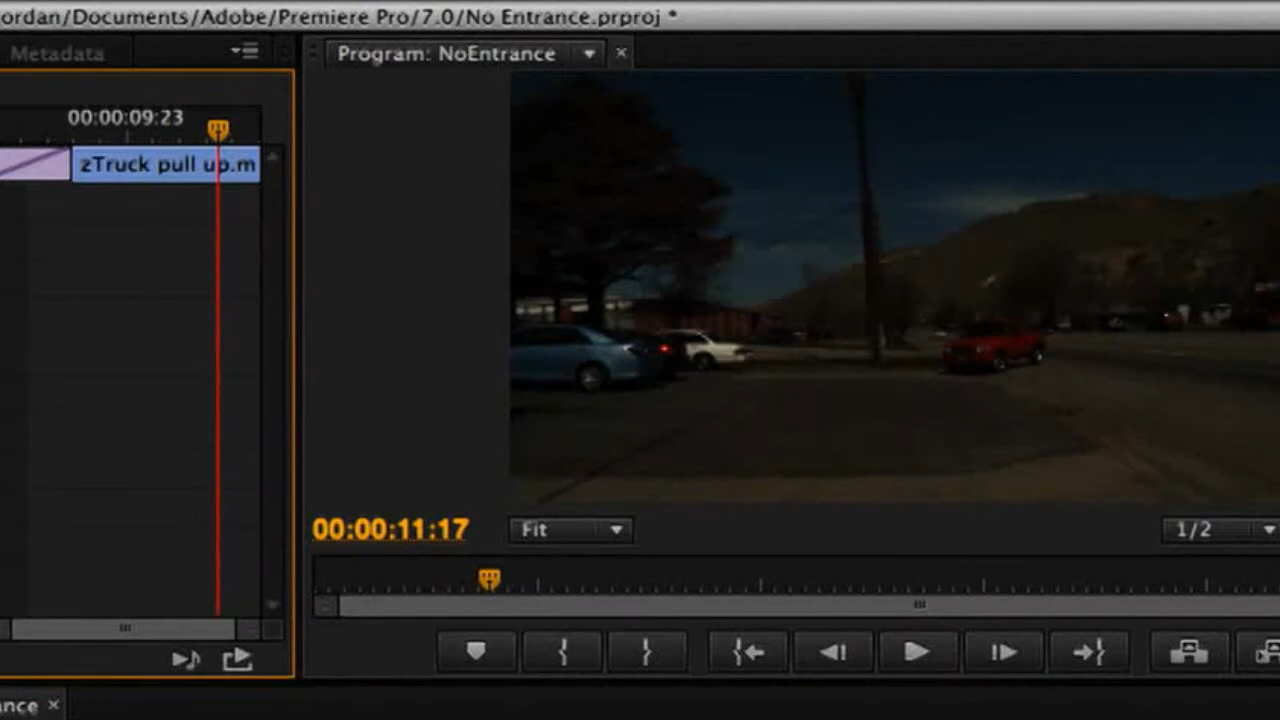 ordan/Documents/Adobe/Premiere Pro/7.0/No Entrance.prproj *
Metadata
Program: NoEntrance
00:00:09:23
zTruck pull up.m
00:00:11:17
Fit
1/2
ance